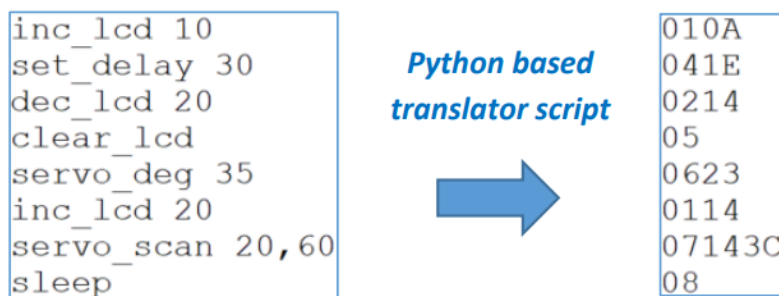 inc_lcd 10
set_delay 30
dec_lcd 20
clear_lcd
servo_deg 35
inc_lcd 20
servo_scan 20,60
sleep
Python based
translator script
010A
041E
0214
05
0623
0114
07143C
08